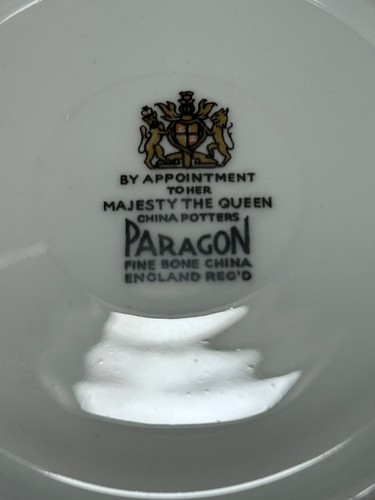 BY APPOINTMENT
TO HER
MAJESTY THE QUEEN
CHINA POTTERS
PARAGON
FINE BONE CHINA
ENGLAND REG'D